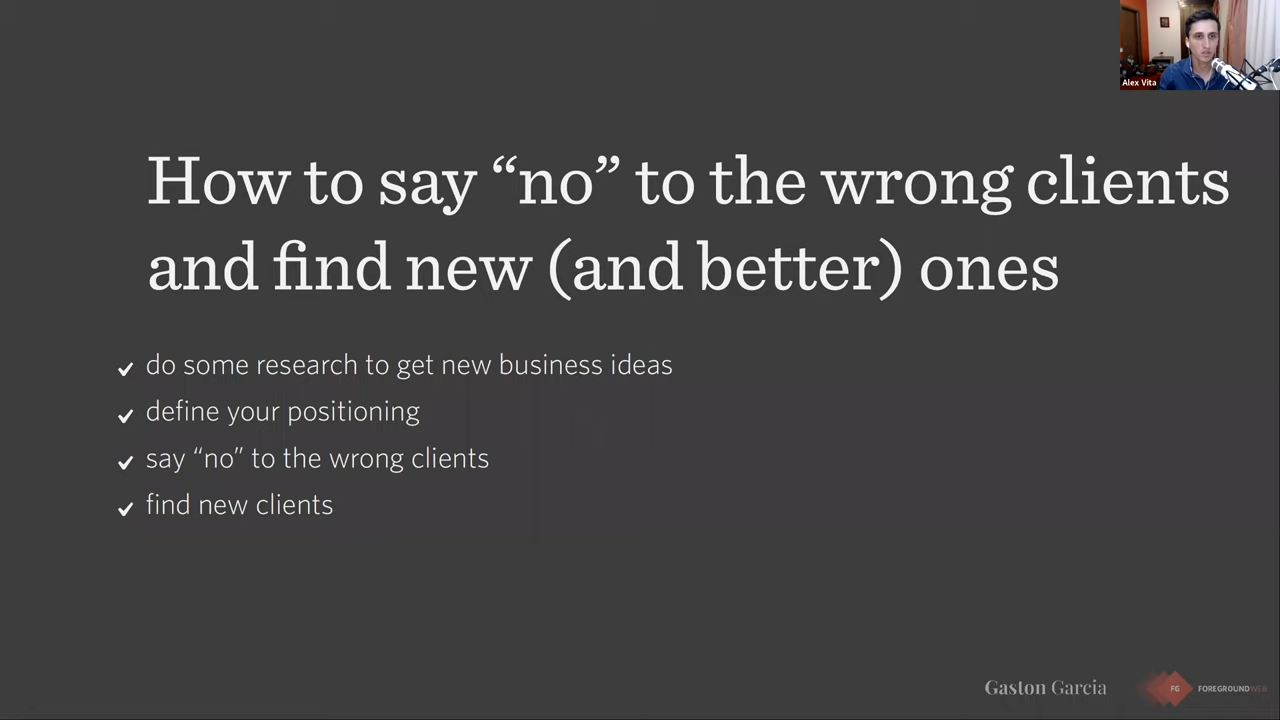 Alex Vita
How to say “no” to the wrong clients
and find new (and better) ones
do some research to get new business ideas
define your positioning
say “no” to the wrong clients
find new clients
Gaston Garcia
FG FOREGROUNDWEB